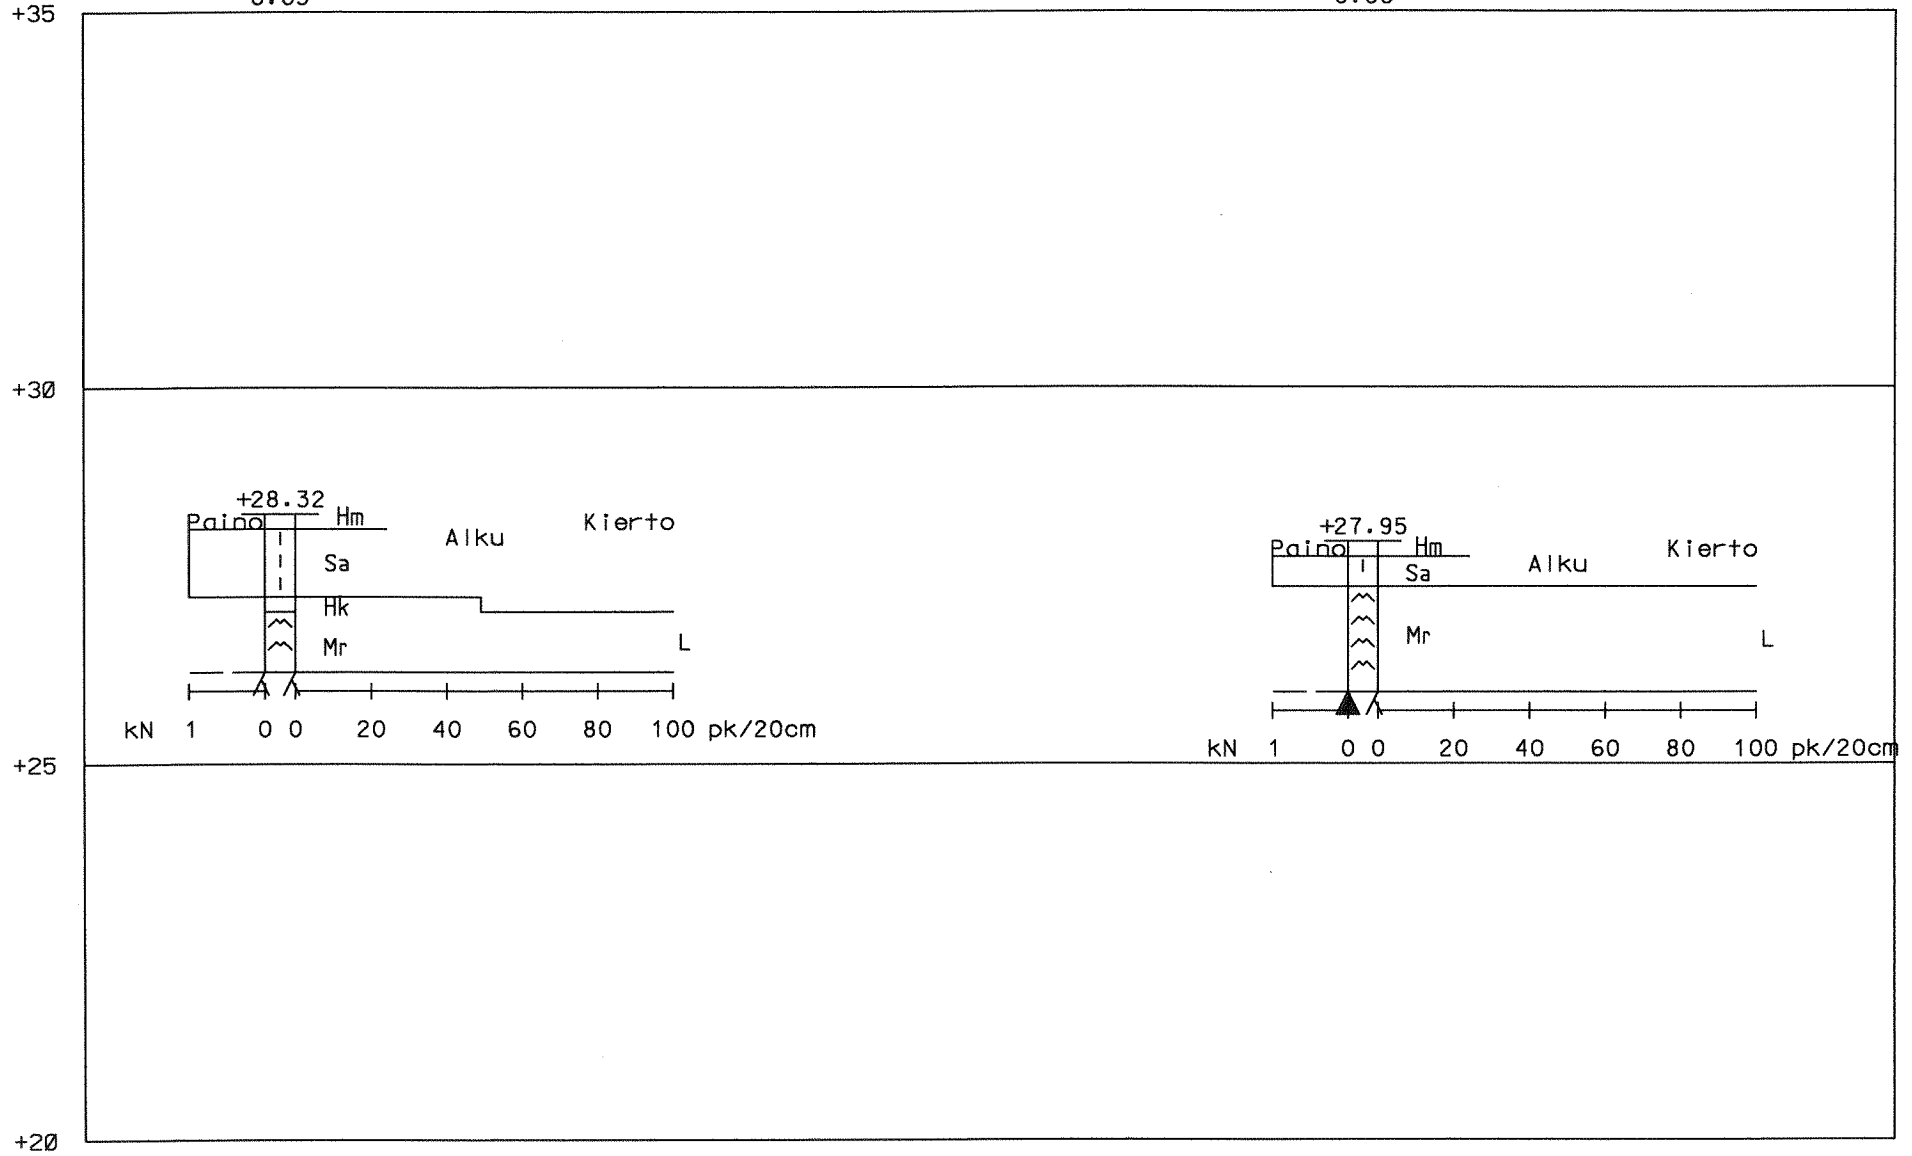 +35
+30
+28.32
Paino Hm Kierto
Alku
Sa
Hk
Mr L
kN 1 0 0 20 40 60 80 100 pk/20cm
+27.95
Paino Hm Kierto
Alku
Sa
Mr L
kN 1 0 0 20 40 60 80 100 pk/20cm
+25
+20